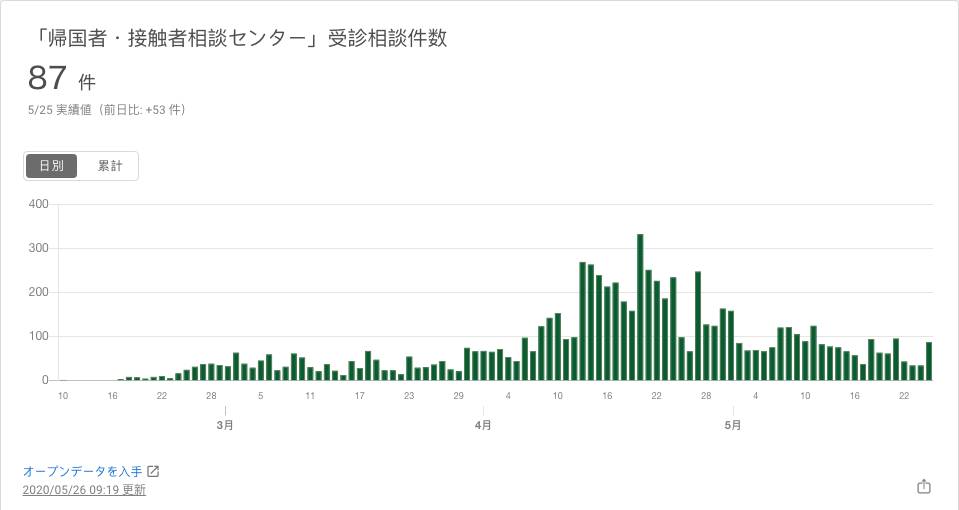 「帰国者・接触者相談センター」受診相談件数
87 件
5/25 実績値（前日比: +53 件）
日別 累計
400
300
200
100
0
10 16 22 28 5 11 17 23 29 4 10 16 22 28 4 10 16 22
3月 4月 5月
オープンデータを入手
2020/05/26 09:19 更新